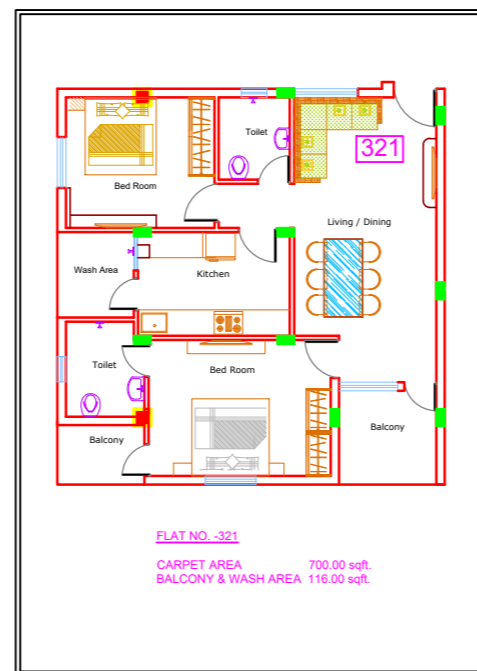 Toilet
321
Bed Room
Living / Dining
Wash Area
Kitchen
Toilet
Bed Room
Balcony
Balcony
FLAT NO. -321
CARPET AREA 700.00 sqft.
BALCONY & WASH AREA 116.00 sqft.